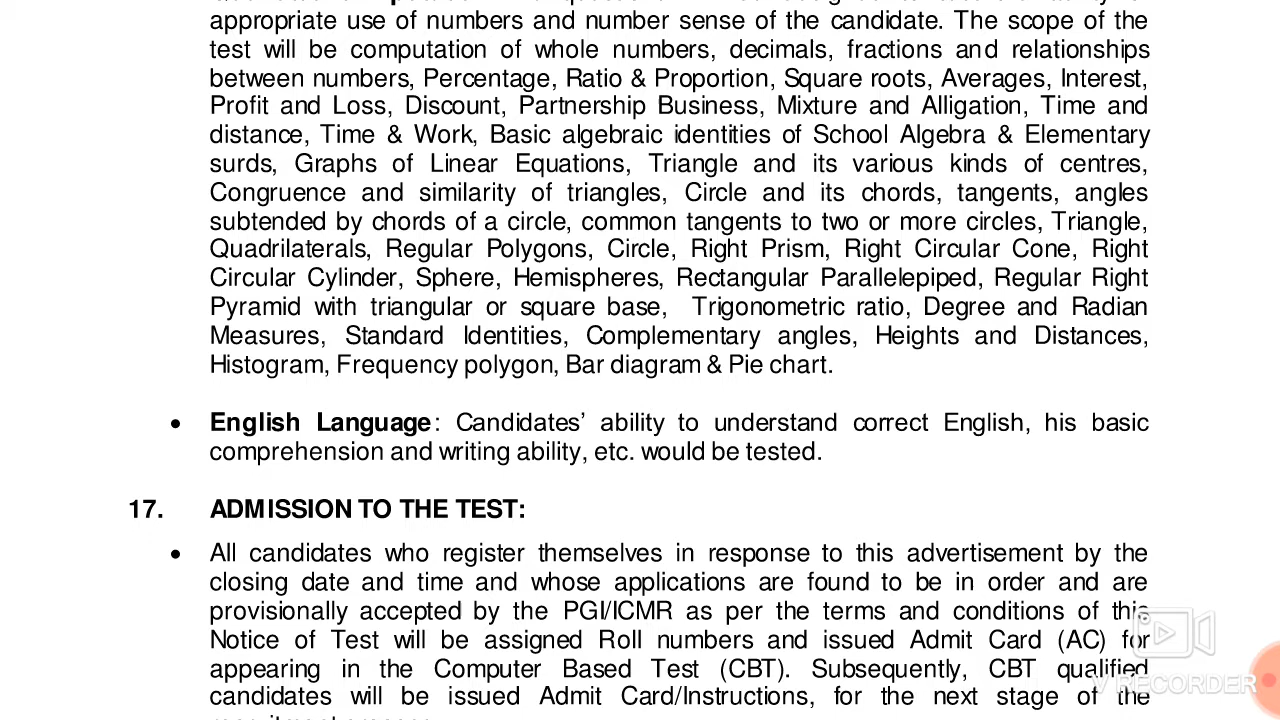 appropriate use of numbers and number sense of the candidate. The scope of the
test will be computation of whole numbers, decimals, fractions and relationships
between numbers, Percentage, Ratio & Proportion, Square roots, Averages, Interest,
Profit and Loss, Discount, Partnership Business, Mixture and Alligation, Time and
distance, Time & Work, Basic algebraic identities of School Algebra & Elementary
surds, Graphs of Linear Equations, Triangle and its various kinds of centres,
Congruence and similarity of triangles, Circle and its chords, tangents, angles
subtended by chords of a circle, common tangents to two or more circles, Triangle,
Quadrilaterals, Regular Polygons, Circle, Right Prism, Right Circular Cone, Right
Circular Cylinder, Sphere, Hemispheres, Rectangular Parallelepiped, Regular Right
Pyramid with triangular or square base, Trigonometric ratio, Degree and Radian
Measures, Standard Identities, Complementary angles, Heights and Distances,
Histogram, Frequency polygon, Bar diagram & Pie chart.
• English Language: Candidates’ ability to understand correct English, his basic
comprehension and writing ability, etc. would be tested.
17. ADMISSION TO THE TEST:
• All candidates who register themselves in response to this advertisement by the
closing date and time and whose applications are found to be in order and are
provisionally accepted by the PGI/ICMR as per the terms and conditions of this
Notice of Test will be assigned Roll numbers and issued Admit Card (AC) for
appearing in the Computer Based Test (CBT). Subsequently, CBT qualified
candidates will be issued Admit Card/Instructions, for the next stage of the
V RECORDER